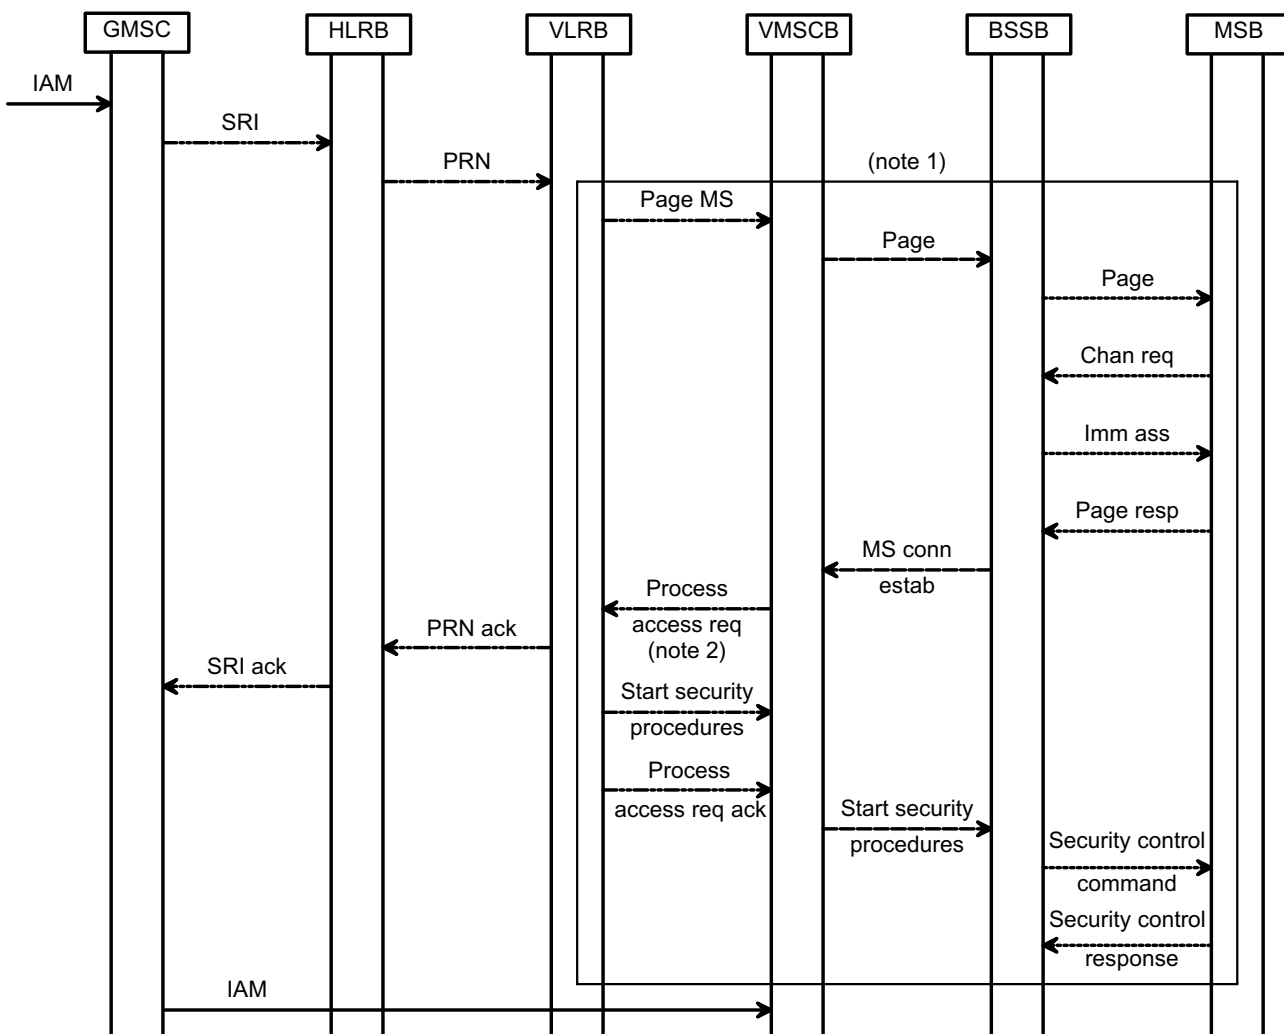 GMSC
HLRB
VLRB
VMSCB
BSSB
MSB
IAM
SRI
PRN
(note 1)
Page MS
Page
Page
Chan req
Imm ass
Page resp
MS conn
estab
Process
access req
(note 2)
PRN ack
SRI ack
Start security
procedures
Process
access req ack
Start security
procedures
Security control
command
Security control
response
IAM